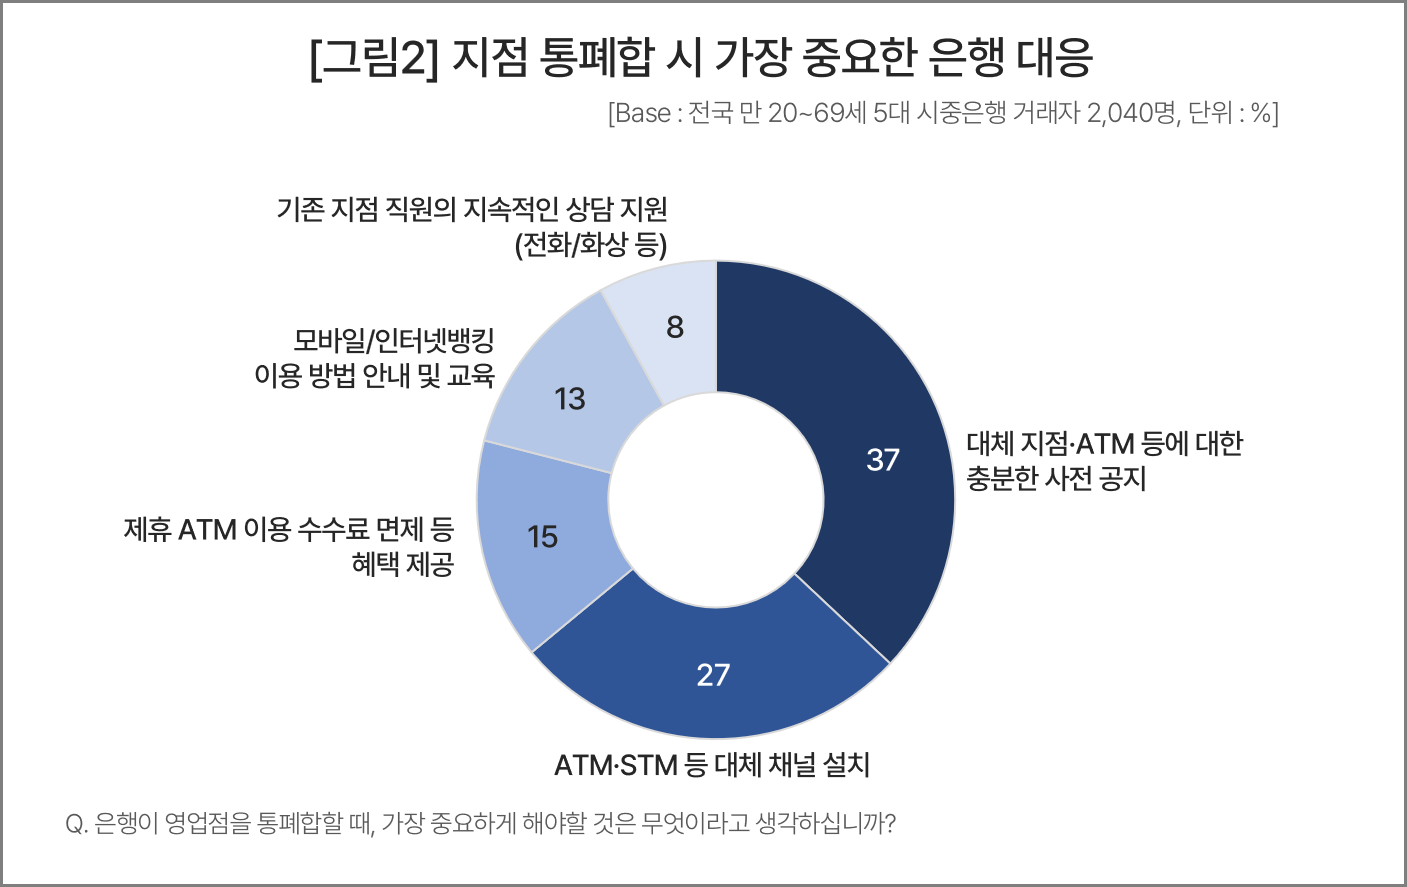 [그림2] 지점 통폐합 시 가장 중요한 은행 대응
[Base : 전국 만 20~69세 5대 시중은행 거래자 2,040명, 단위 : %]
기존 지점 직원의 지속적인 상담 지원
(전화/화상 등)
8
모바일/인터넷뱅킹
이용 방법 안내 및 교육
13
37
대체 지점·ATM 등에 대한
충분한 사전 공지
제휴 ATM 이용 수수료 면제 등
혜택 제공
15
27
ATM·STM 등 대체 채널 설치
Q. 은행이 영업점을 통폐합할 때, 가장 중요하게 해야할 것은 무엇이라고 생각하십니까?